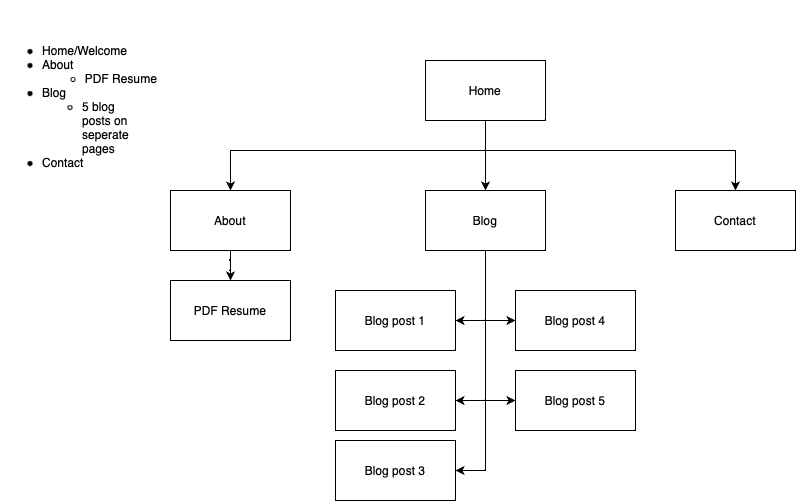 Home/Welcome
About
PDF Resume
Blog
5 blog
posts on
seperate
pages
Contact
Home
About
Blog
Contact
PDF Resume
Blog post 1
Blog post 4
Blog post 2
Blog post 5
Blog post 3